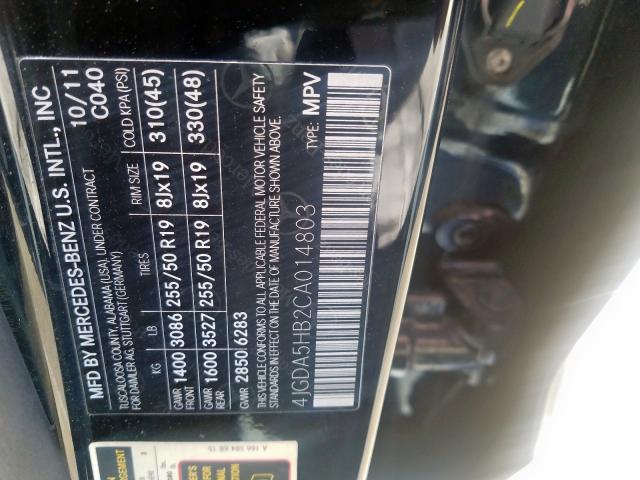 MFD BY MERCEDES-BENZ U.S. INTL., INC 10/11
TUSCALOOSA COUNTY, ALABAMA (USA), UNDER CONTRACT C040
FOR DAIMLER AG, STUTTGART (GERMANY)
KG LB TIRES RIM SIZE COLD KPA (PSI)
GAWR FRONT 1400 3086 255/50 R19 8Jx19 310(45)
GAWR REAR 1600 3527 255/50 R19 8Jx19 330(48)
GVWR 2850 6283
THIS VEHICLE CONFORMS TO ALL APPLICABLE FEDERAL MOTOR VEHICLE SAFETY
STANDARDS IN EFFECT ON THE DATE OF MANUFACTURE SHOWN ABOVE.
4JGDA5HB2CA014803 TYPE: MPV